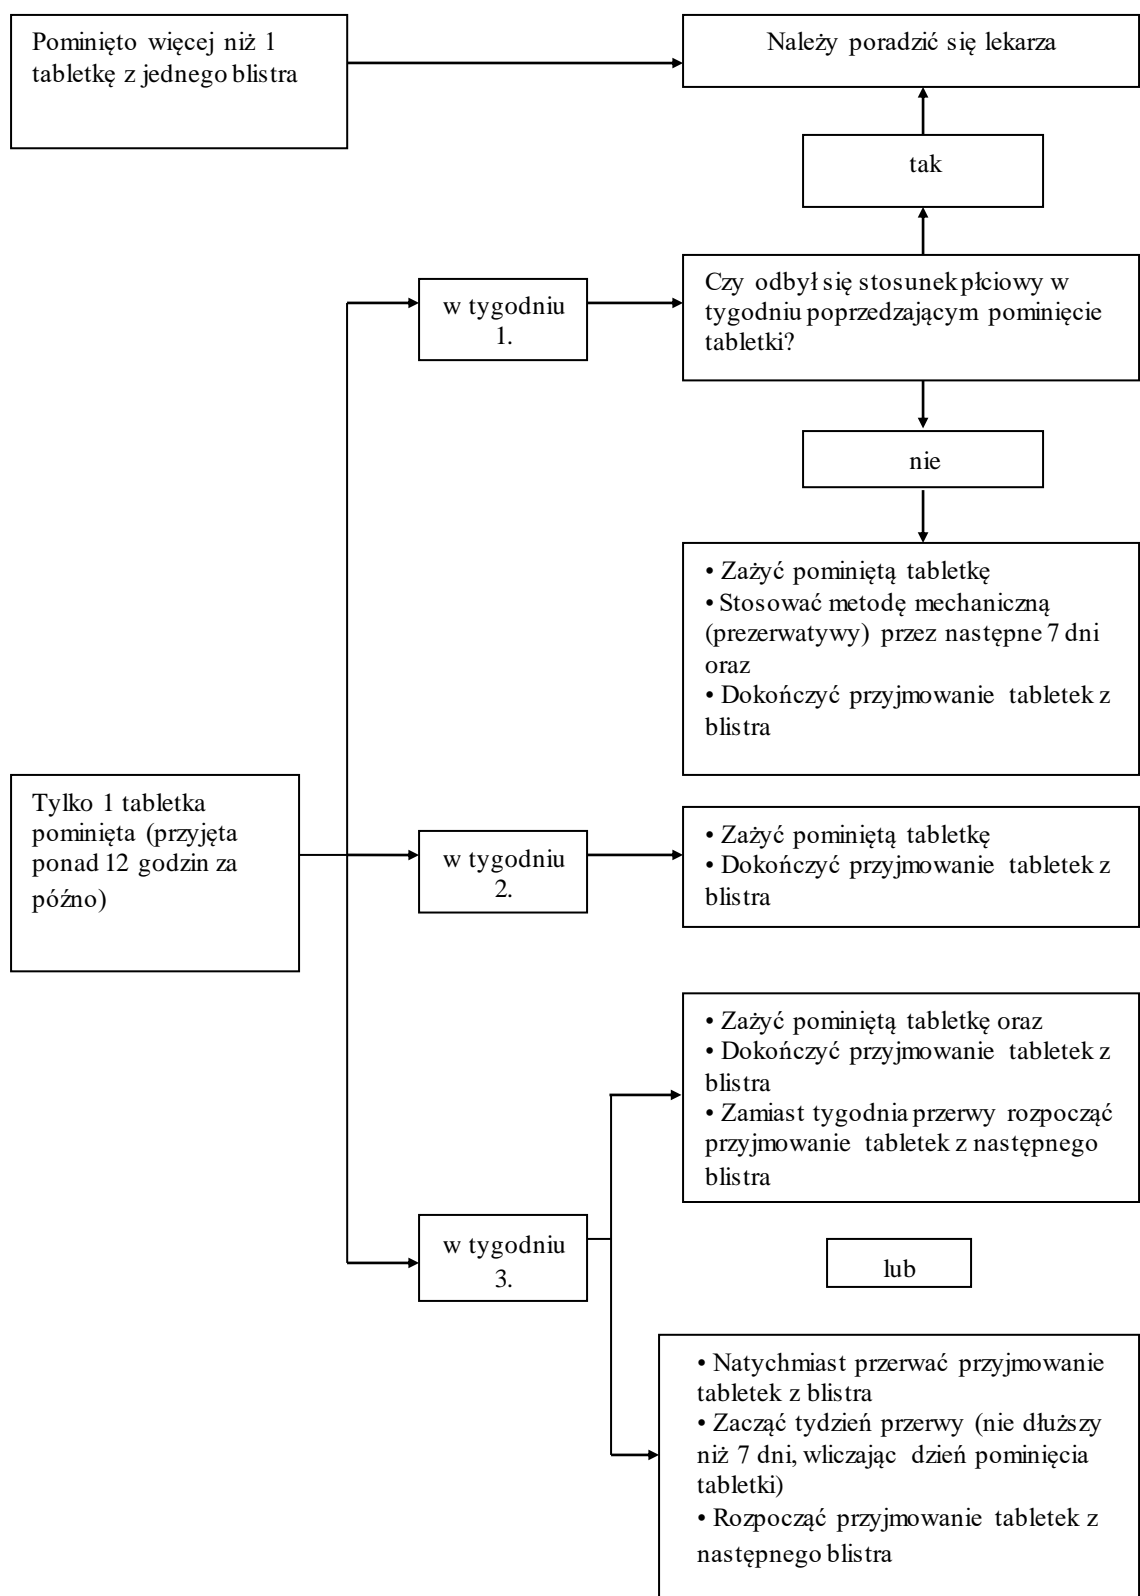 Pominięto więcej niż 1
tabletkę z jednego blistra
Należy poradzić się lekarza
tak
w tygodniu
1.
Czy odbył się stosunek płciowy w
tygodniu poprzedzającym pominięcie
tabletki?
nie
• Zażyć pominiętą tabletkę
• Stosować metodę mechaniczną
(prezerwatywy) przez następne 7 dni
oraz
• Dokończyć przyjmowanie tabletek z
blistra
Tylko 1 tabletka
pominięta (przyjęta
ponad 12 godzin za
późno)
w tygodniu
2.
• Zażyć pominiętą tabletkę
• Dokończyć przyjmowanie tabletek z
blistra
• Zażyć pominiętą tabletkę oraz
• Dokończyć przyjmowanie tabletek z
blistra
• Zamiast tygodnia przerwy rozpocząć
przyjmowanie tabletek z następnego
blistra
w tygodniu
3.
lub
• Natychmiast przerwać przyjmowanie
tabletek z blistra
• Zacząć tydzień przerwy (nie dłuższy
niż 7 dni, wliczając dzień pominięcia
tabletki)
• Rozpocząć przyjmowanie tabletek z
następnego blistra